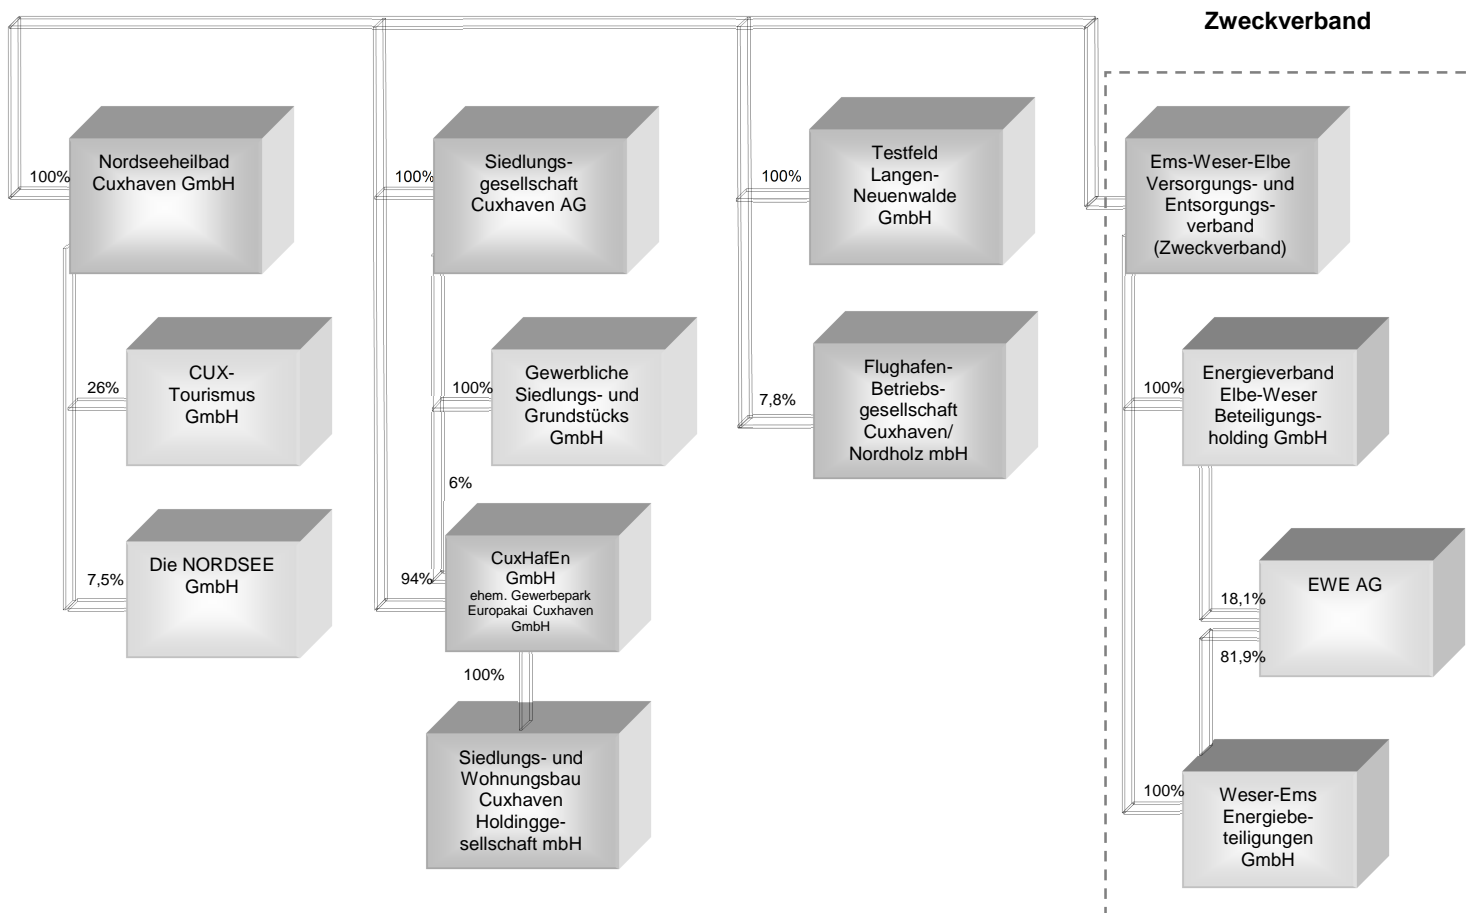 Zweckverband
100%
Nordseeheilbad
Cuxhaven GmbH
26%
CUX-
Tourismus
GmbH
7,5%
Die NORDSEE
GmbH
100%
Siedlungs-
gesellschaft
Cuxhaven AG
100%
Gewerbliche
Siedlungs- und
Grundstücks
GmbH
6%
94%
CuxHafEn
GmbH
ehem. Gewerbepark
Europakai Cuxhaven
GmbH
100%
Siedlungs- und
Wohnungsbau
Cuxhaven
Holdingge-
sellschaft mbH
100%
Testfeld
Langen-
Neuenwalde
GmbH
7,8%
Flughafen-
Betriebs-
gesellschaft
Cuxhaven/
Nordholz mbH
Ems-Weser-Elbe
Versorgungs- und
Entsorgungs-
verband
(Zweckverband)
100%
Energieverband
Elbe-Weser
Beteiligungs-
holding GmbH
18,1%
EWE AG
81,9%
100%
Weser-Ems
Energiebe-
teiligungen
GmbH